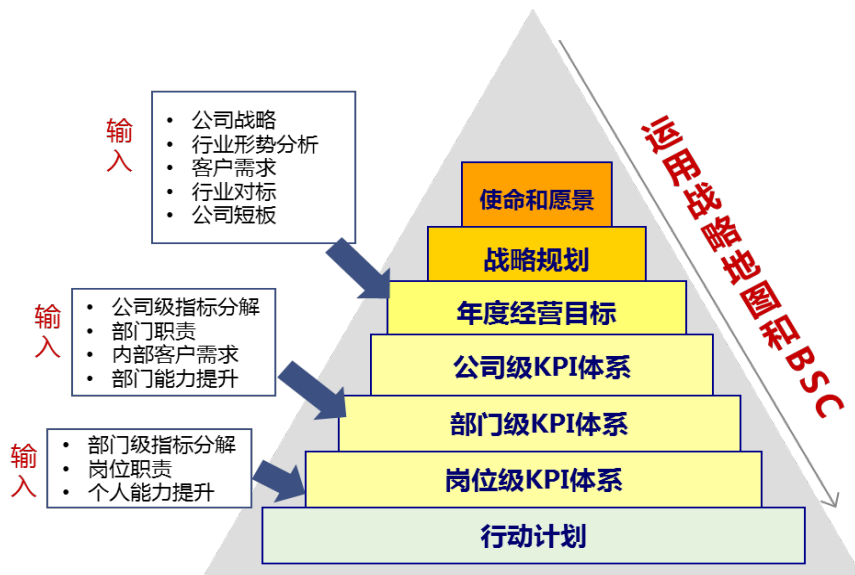 输入
• 公司战略
• 行业形势分析
• 客户需求
• 行业对标
• 公司短板
输入
• 公司级指标分解
• 部门职责
• 内部客户需求
• 部门能力提升
输入
• 部门级指标分解
• 岗位职责
• 个人能力提升
使命和愿景
战略规划
年度经营目标
公司级KPI体系
部门级KPI体系
岗位级KPI体系
行动计划
运用战略地图和BSC